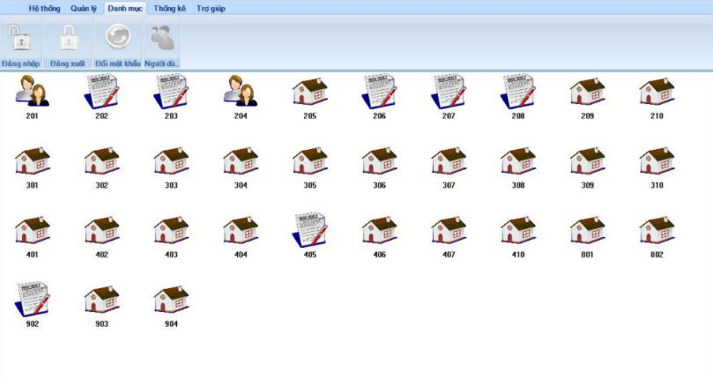 Hệ thống Quản lý Danh mục Thống kê Trợ giúp
Đăng nhập Đăng xuất Đổi mật khẩu Người dù...
201 202 203 204 205 206 207 208 209 210
301 302 303 304 305 306 307 308 309 310
401 402 403 404 405 406 407 410 801 802
902 903 904